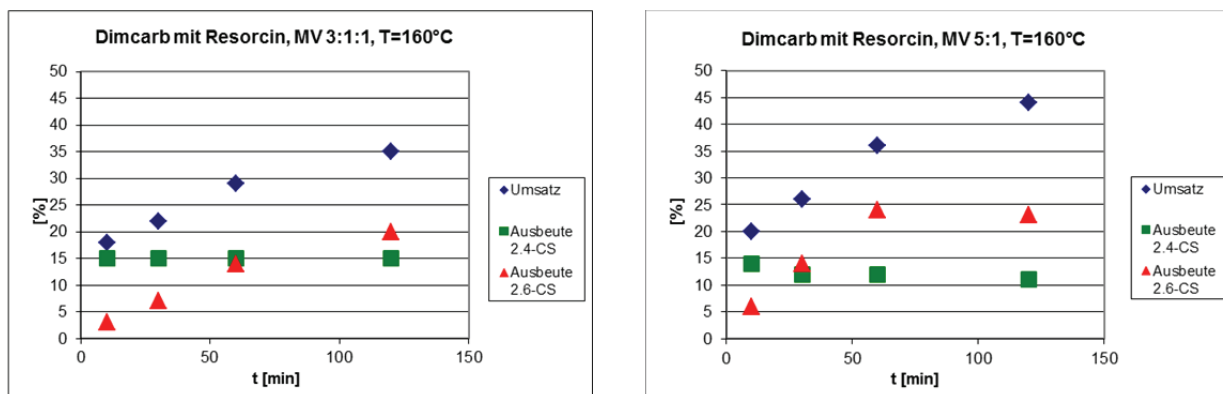 Dimcarb mit Resorcin, MV 3:1:1, T=160°C
50
45
40
35
30
25
20
15
10
5
0
[%]
0 50 100 150
t [min]
Umsatz
Ausbeute
2.4-CS
Ausbeute
2.6-CS
Dimcarb mit Resorcin, MV 5:1, T=160°C
50
45
40
35
30
25
20
15
10
5
0
[%]
0 50 100 150
t [min]
Umsatz
Ausbeute
2.4-CS
Ausbeute
2.6-CS